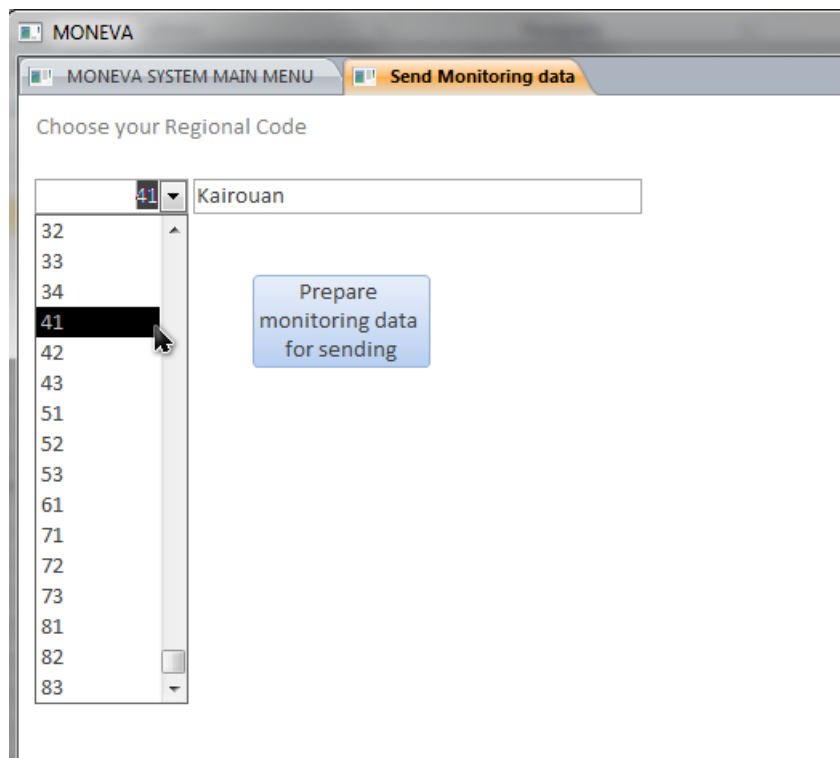 MONEVA
MONEVA SYSTEM MAIN MENU
Send Monitoring data
Choose your Regional Code
41
Kairouan
32
33
34
41
42
43
51
52
53
61
71
72
73
81
82
83
Prepare
monitoring data
for sending